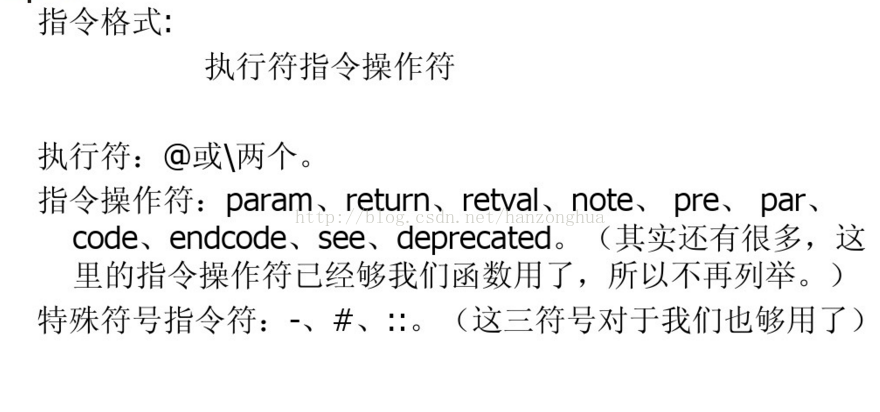 指令格式:
执行符指令操作符
执行符：@或\两个。
指令操作符：param、return、retval、note、 pre、 par、
http://blog.csdn.net/hanzonghua
code、endcode、see、deprecated。（其实还有很多，这
里的指令操作符已经够我们函数用了，所以不再列举。）
特殊符号指令符：-、#、::。（这三符号对于我们也够用了）